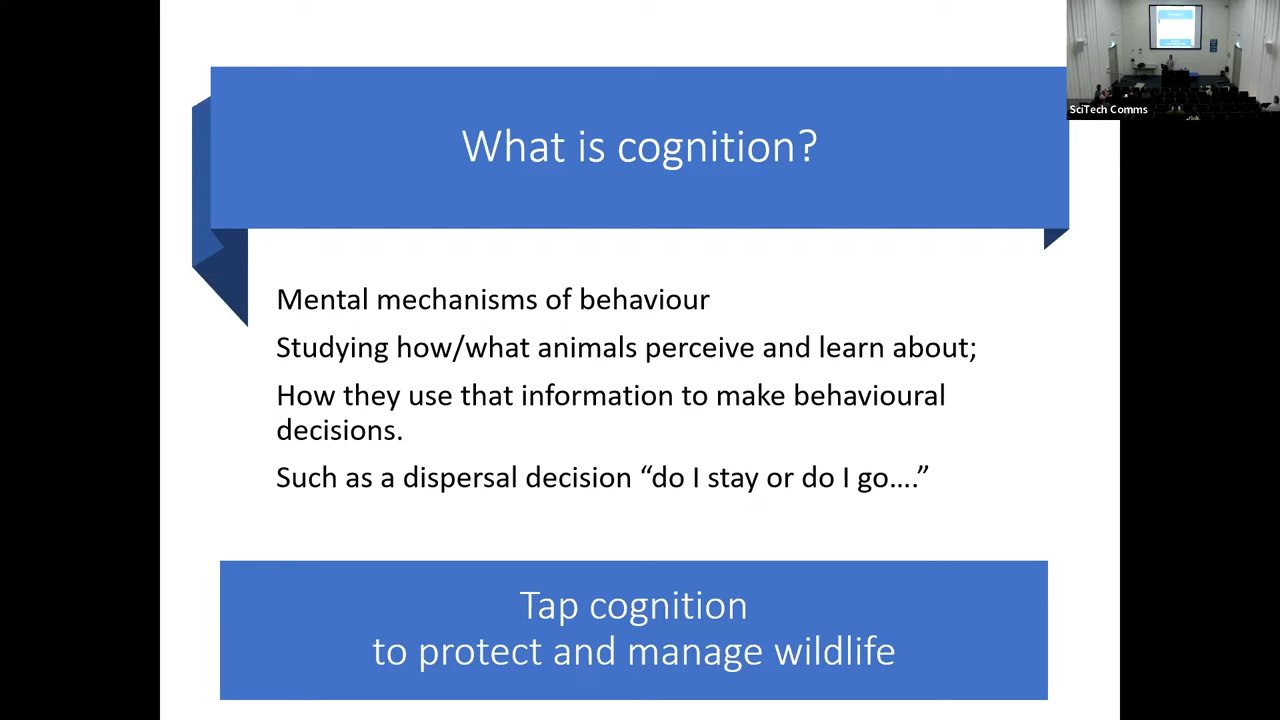 What is cognition?
SciTech Comms
Mental mechanisms of behaviour
Studying how/what animals perceive and learn about;
How they use that information to make behavioural
decisions.
Such as a dispersal decision “do I stay or do I go....”
Tap cognition
to protect and manage wildlife